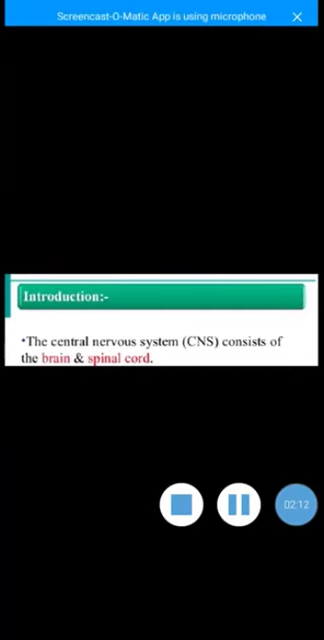 Screencast-O-Matic App is using microphone
Introduction:-
•The central nervous system (CNS) consists of
the brain & spinal cord.
02:12